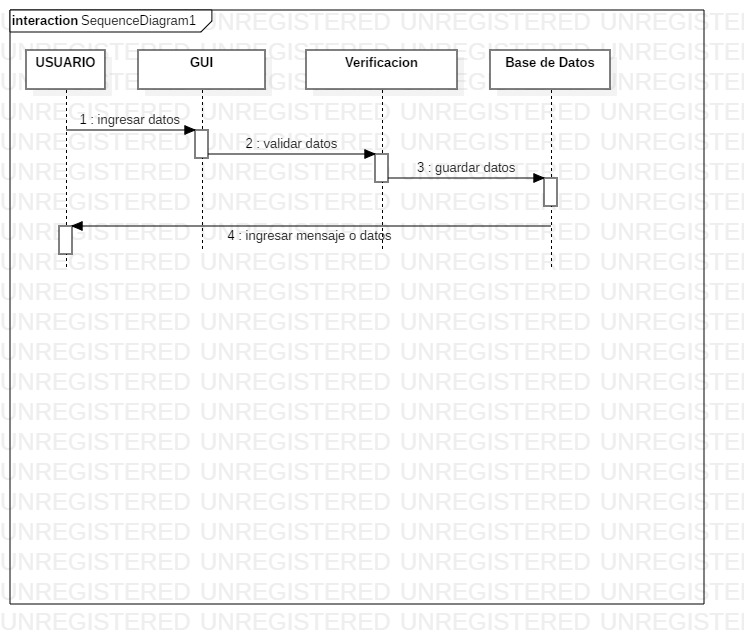 interaction SequenceDiagram1
USUARIO
GUI
Verificacion
Base de Datos
1 : ingresar datos
2 : validar datos
3 : guardar datos
4 : ingresar mensaje o datos
UNREGISTERED UNREGISTERED UNREGISTERED UNREGISTERED